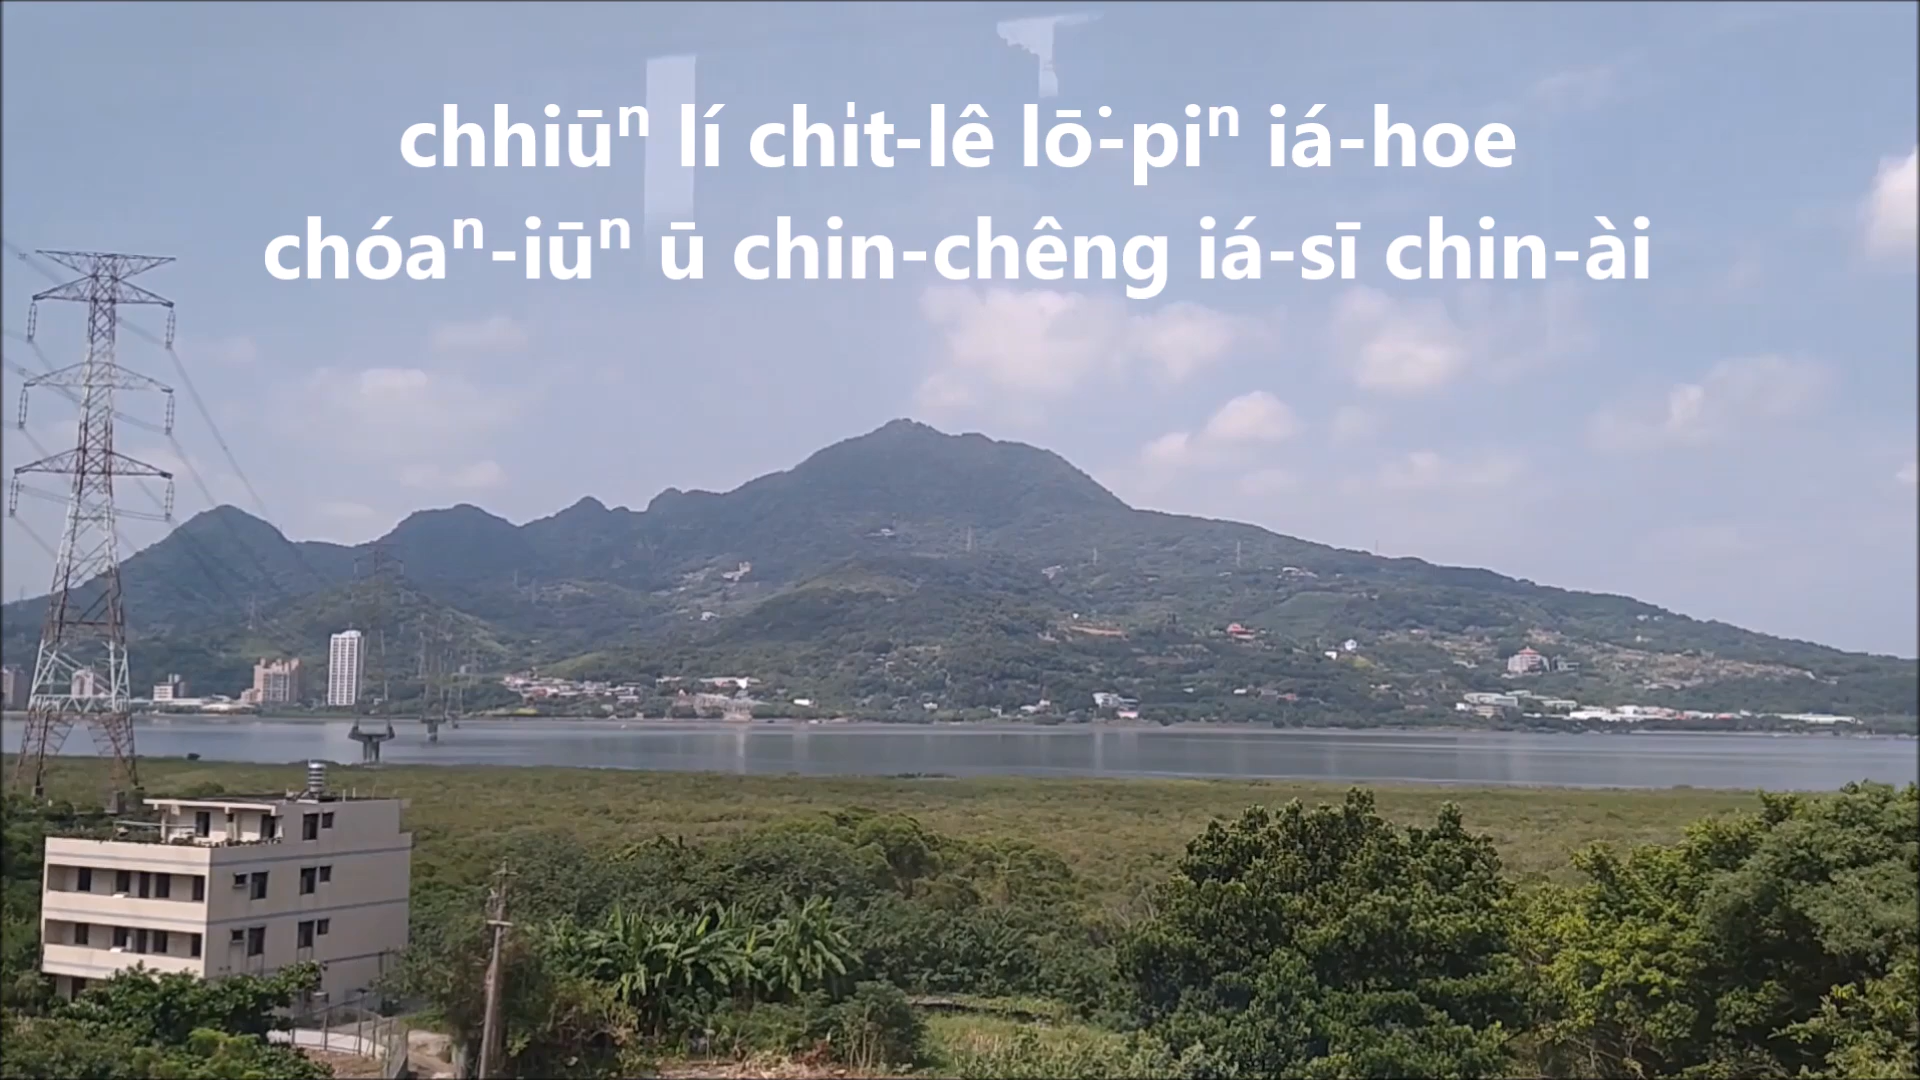 chhiūⁿ lí chi̍t-lê lō͘-piⁿ iá-hoe
chóaⁿ-iūⁿ ū chin-chêng iá-sī chin-ài